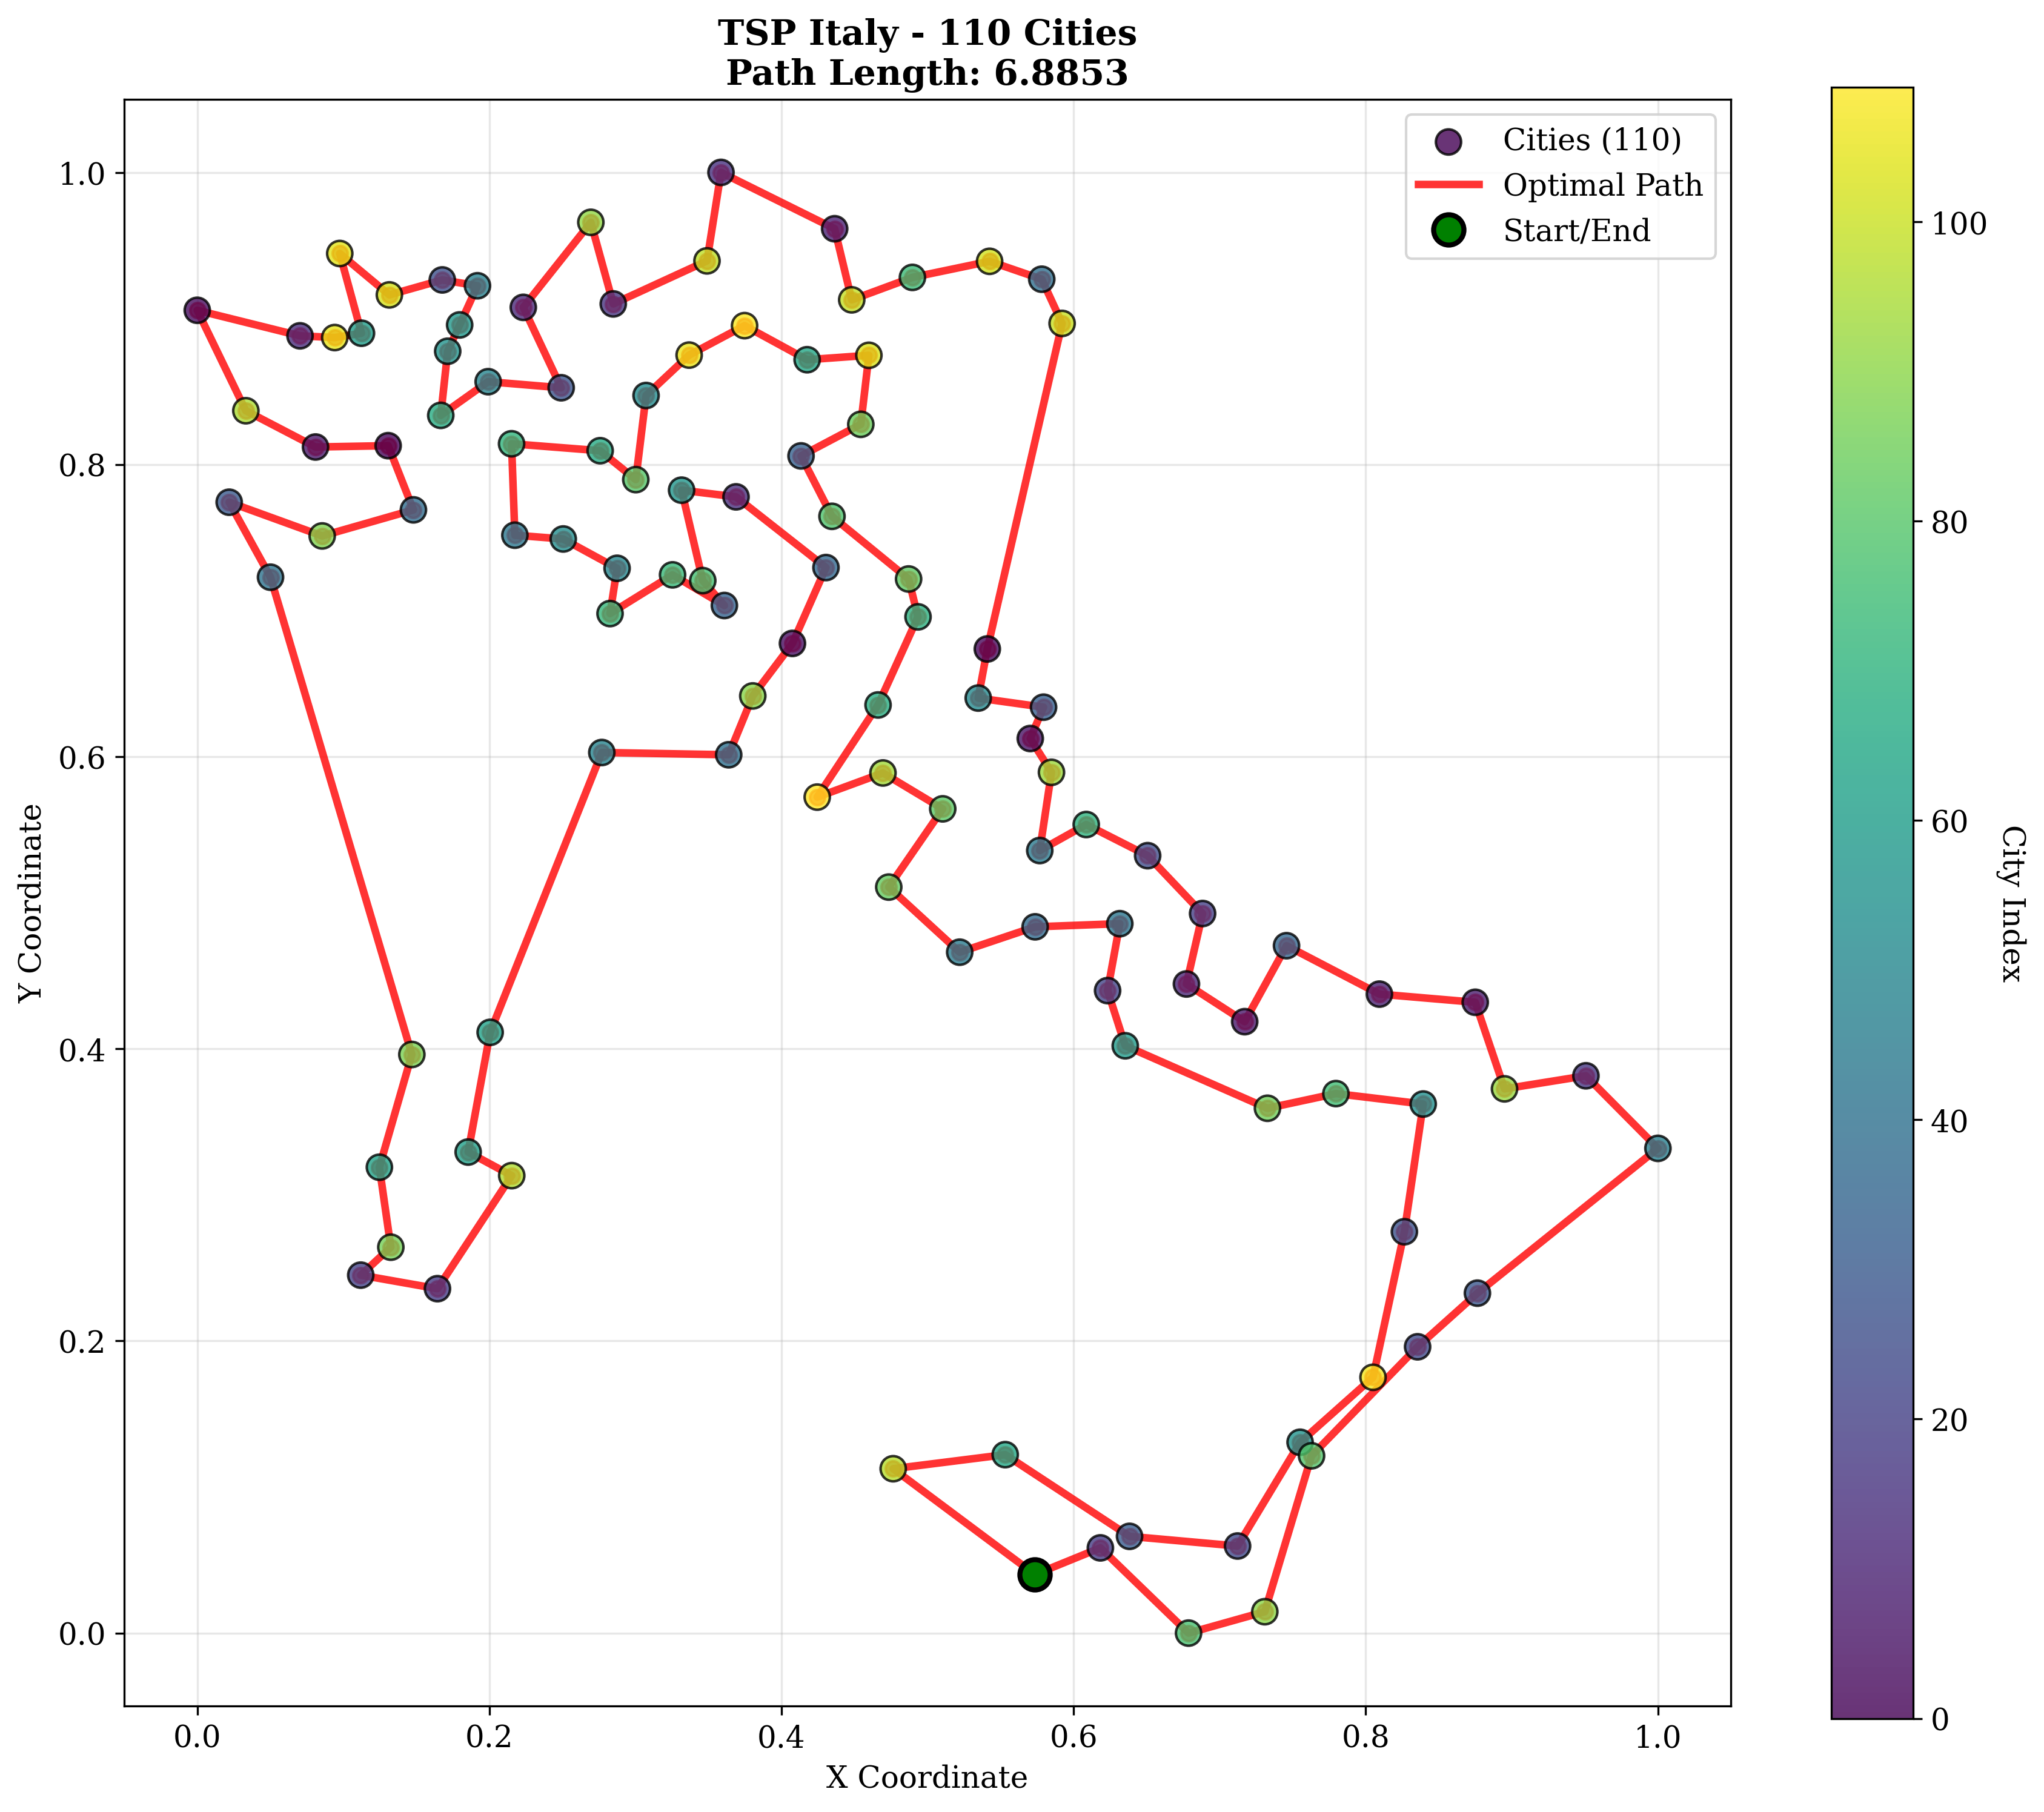 TSP Italy - 110 Cities
Path Length: 6.8853
Cities (110)
Optimal Path
Start/End
1.0
0.8
0.6
0.4
0.2
0.0
Y Coordinate
0.0
0.2
0.4
0.6
0.8
1.0
X Coordinate
100
80
60
40
20
0
City Index